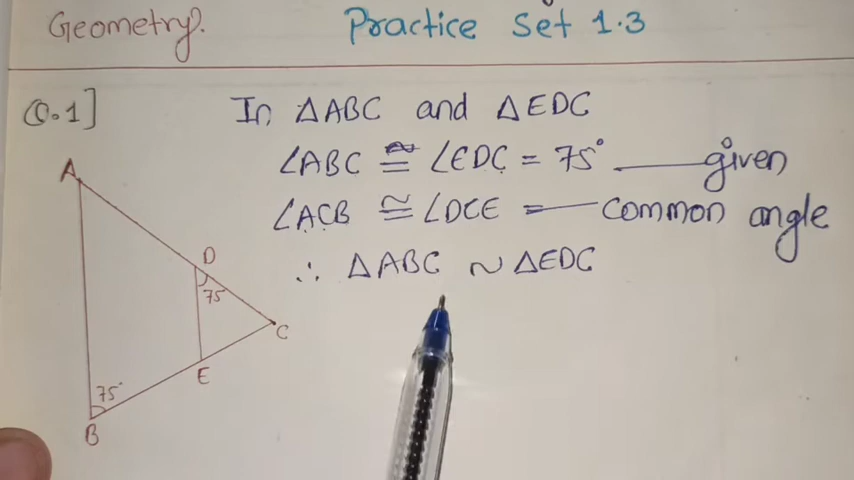 Geometry. Practice Set 1.3
Q.1] In △ABC and △EDC
∠ABC ≅ ∠EDC = 75° — given
∠ACB ≅ ∠DCE — common angle
∴ △ABC ~ △EDC
A
D
75°
C
E
75°
B